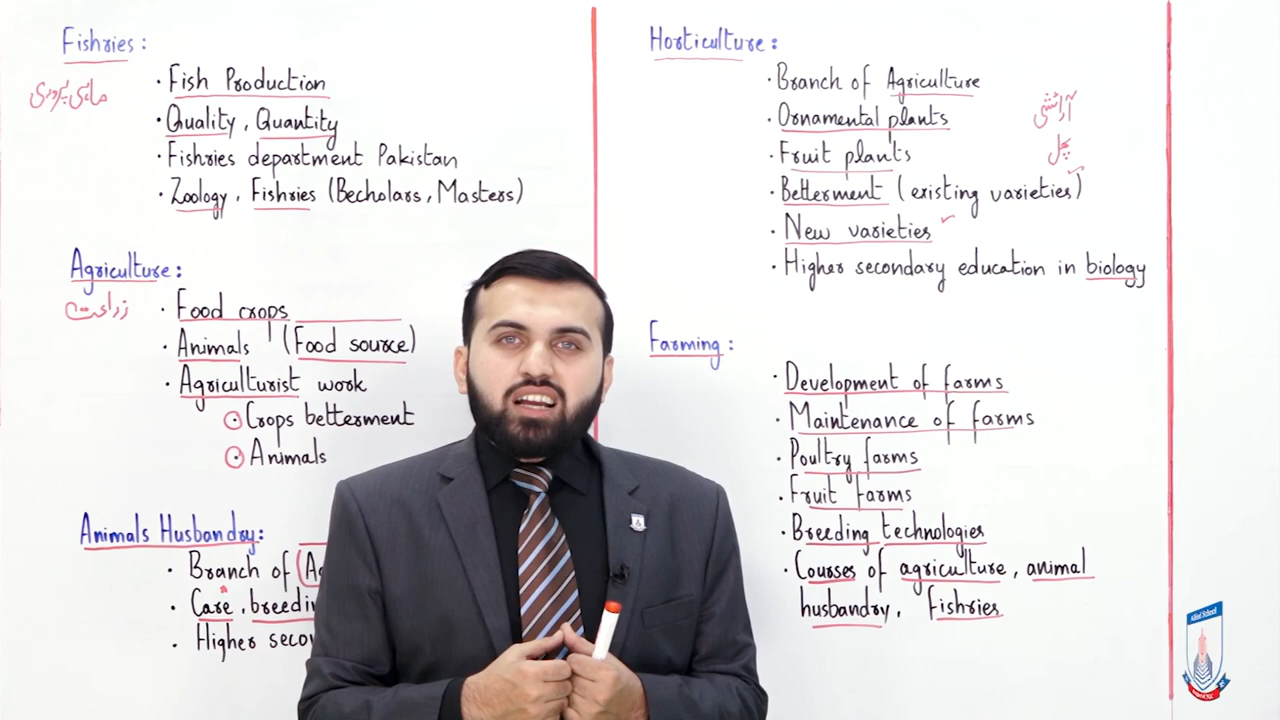 Fishries:
ماہی پروری
· Fish Production
· Quality, Quantity
· Fishries department Pakistan
· Zoology, Fishries (Becholars, Masters)
Agriculture:
زراعت
· Food crops
· Animals (Food source)
· Agriculturist work
· Crops betterment
· Animals
Animals Husbandry:
· Branch of (A
· Care, breedin
· Higher seco
Horticulture:
· Branch of Agriculture
· Ornamental plants
آرائشی
· Fruit plants
پھل
· Betterment (existing varieties)
· New varieties
· Higher secondary education in biology
Farming:
· Development of farms
· Maintenance of farms
· Poultry farms
· Fruit farms
· Breeding technologies
· Courses of agriculture, animal
husbandry, Fishries
Allied School